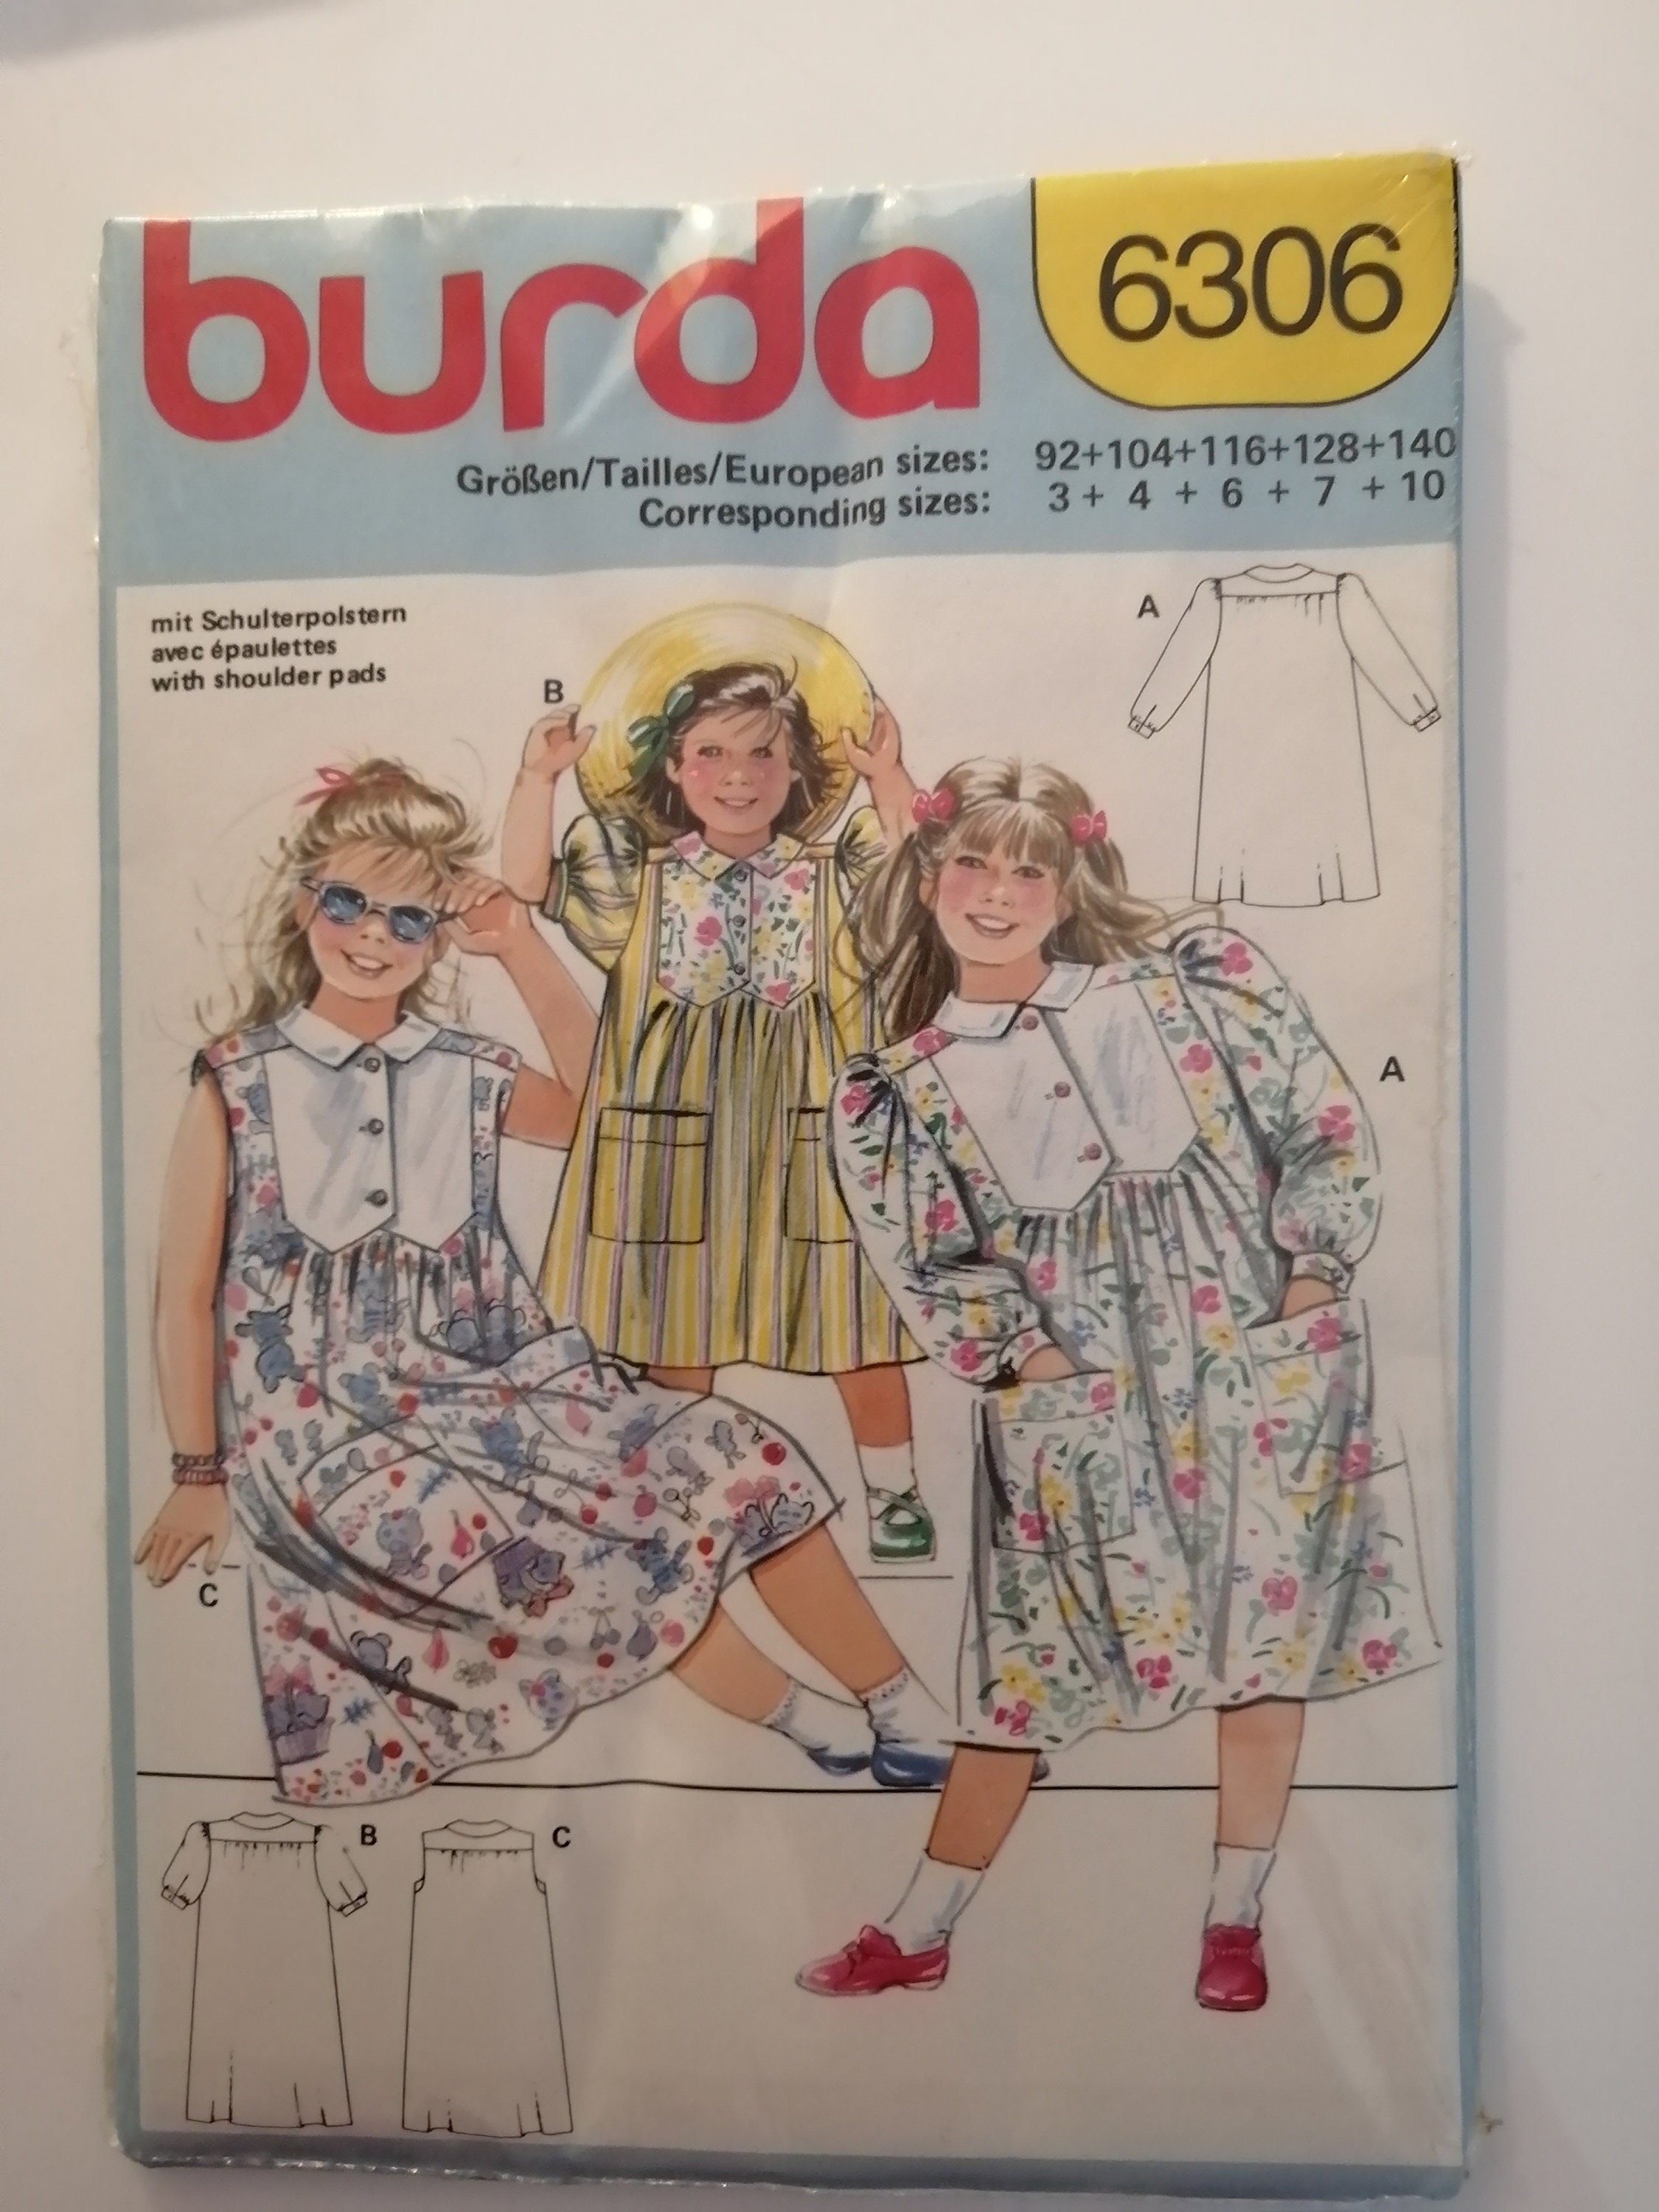 burda
6306
Größen/Tailles/European sizes: 92+104+116+128+140
Corresponding sizes: 3 + 4 + 6 + 7 + 10
mit Schulterpolstern
avec épaulettes
with shoulder pads
A
B
A
C
B
C